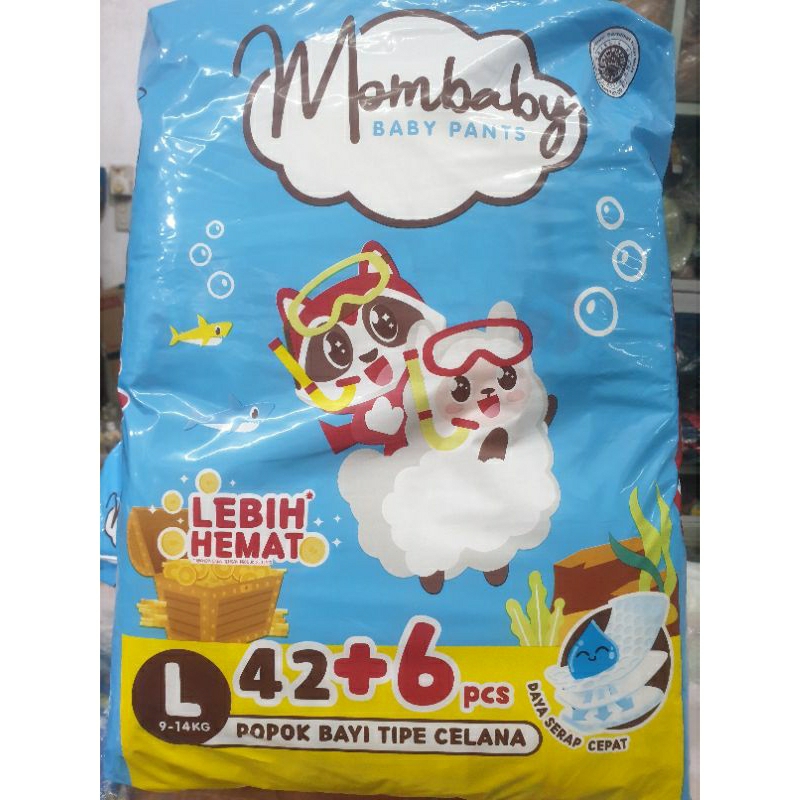 Mombaby
BABY PANTS
LEBIH*
HEMAT
42+6 pcs
L
9-14KG
POPOK BAYI TIPE CELANA
DAYA SERAP CEPAT